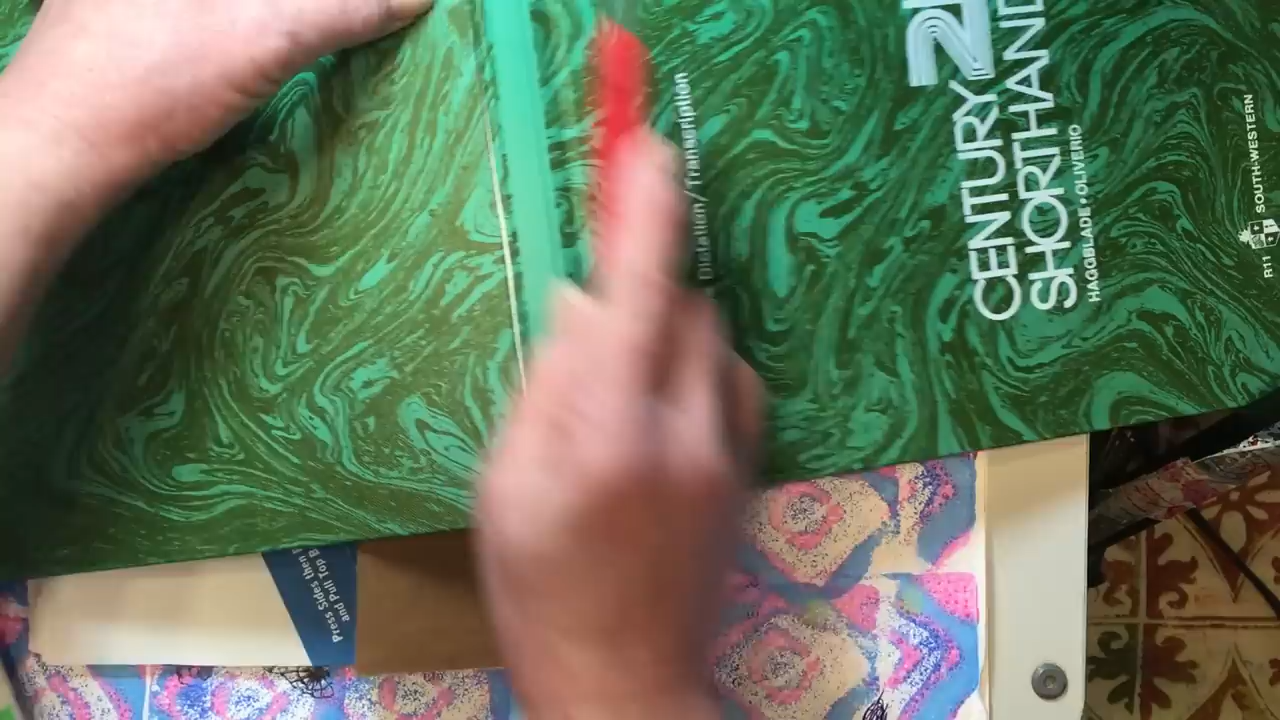 CENTURY 21
SHORTHAND
HAGGBLADE • OLIVERIO
Dictation/Transcription
R11 SOUTH-WESTERN
Press Sides then
and Pull Top